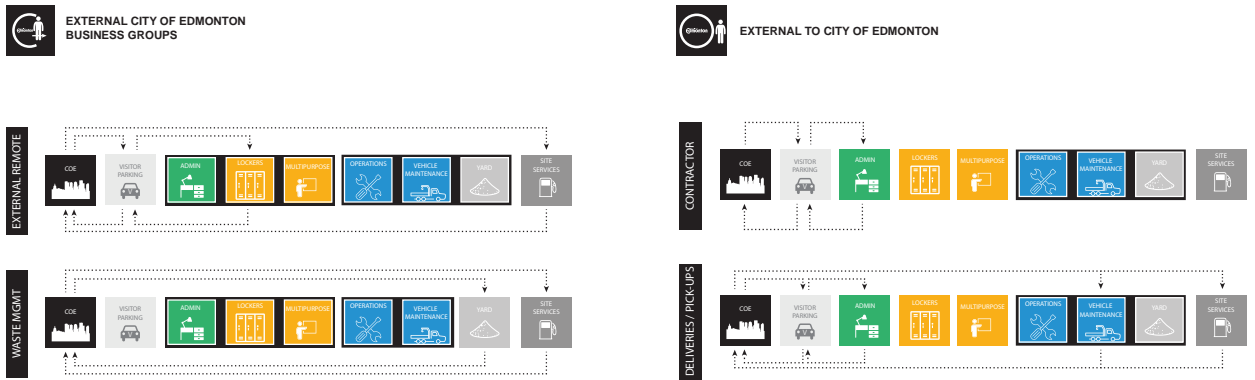 Edmonton
EXTERNAL CITY OF EDMONTON
BUSINESS GROUPS
EXTERNAL REMOTE
COE
VISITOR
PARKING
ADMIN
LOCKERS
MULTIPURPOSE
OPERATIONS
VEHICLE
MAINTENANCE
YARD
SITE
SERVICES
WASTE MGMT
COE
VISITOR
PARKING
ADMIN
LOCKERS
MULTIPURPOSE
OPERATIONS
VEHICLE
MAINTENANCE
YARD
SITE
SERVICES
Edmonton
EXTERNAL TO CITY OF EDMONTON
CONTRACTOR
COE
VISITOR
PARKING
ADMIN
LOCKERS
MULTIPURPOSE
OPERATIONS
VEHICLE
MAINTENANCE
YARD
SITE
SERVICES
DELIVERIES / PICK-UPS
COE
VISITOR
PARKING
ADMIN
LOCKERS
MULTIPURPOSE
OPERATIONS
VEHICLE
MAINTENANCE
YARD
SITE
SERVICES